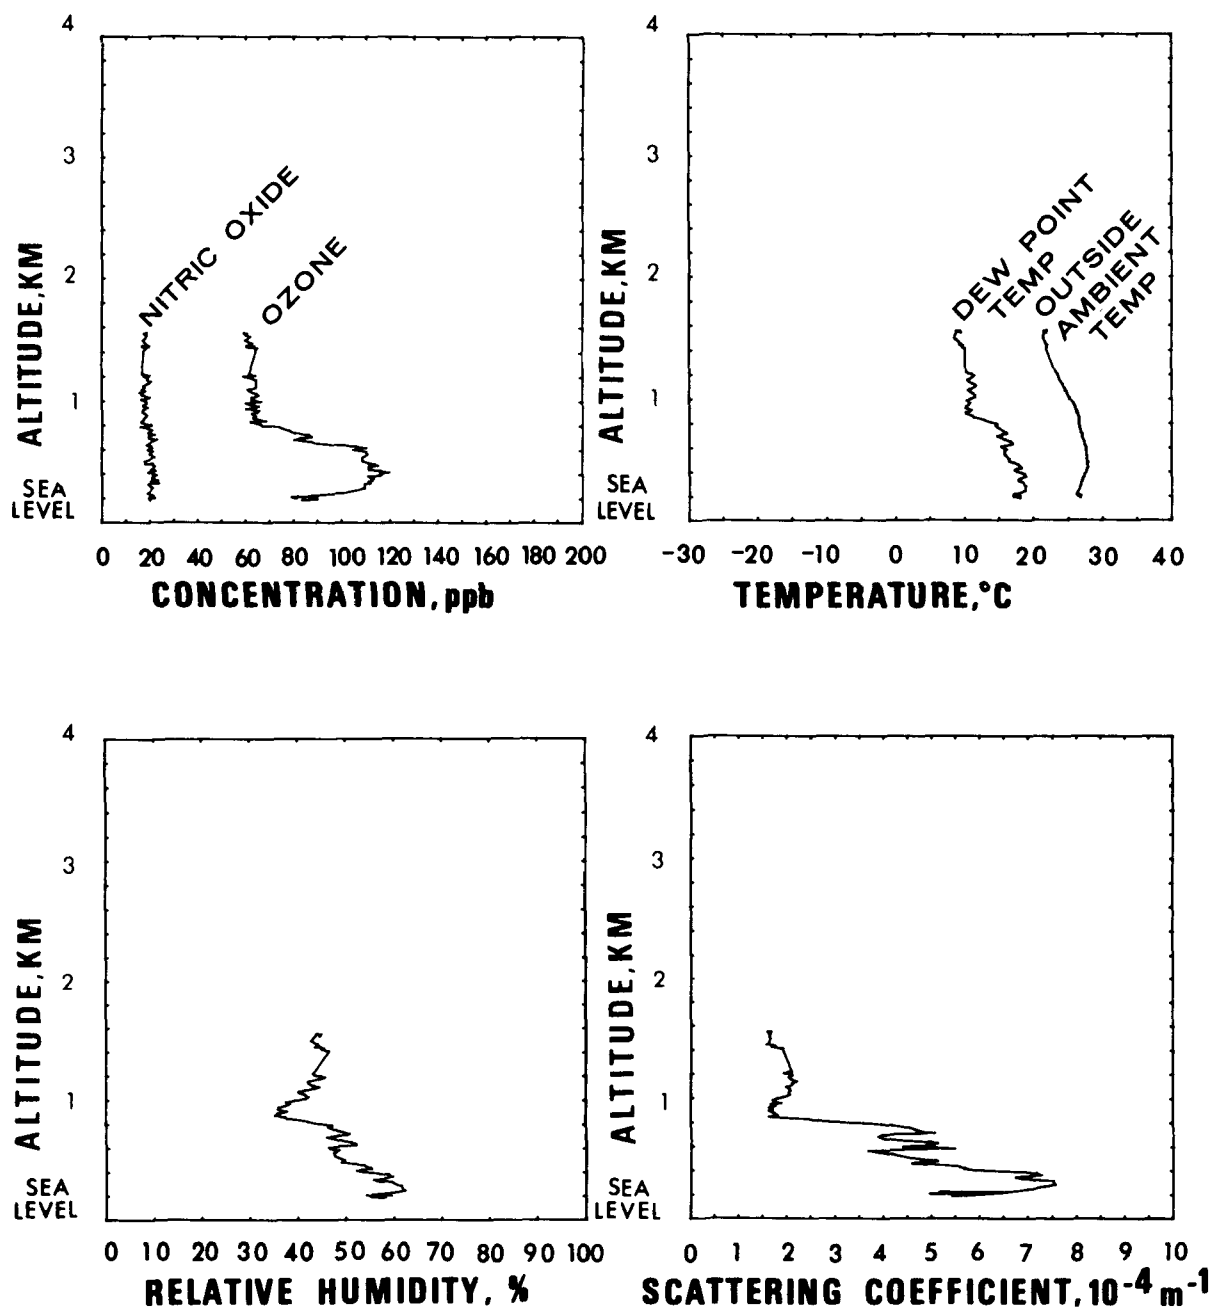 4
3
2
1
ALTITUDE, KM
SEA
LEVEL
NITRIC OXIDE
OZONE
0 20 40 60 80 100 120 140 160 180 200
CONCENTRATION, ppb
4
3
2
1
ALTITUDE, KM
SEA
LEVEL
DEW POINT
TEMP
OUTSIDE
AMBIENT
TEMP
-30 -20 -10 0 10 20 30 40
TEMPERATURE, °C
4
3
2
1
ALTITUDE, KM
SEA
LEVEL
0 10 20 30 40 50 60 70 80 90 100
RELATIVE HUMIDITY, %
4
3
2
1
ALTITUDE, KM
SEA
LEVEL
0 1 2 3 4 5 6 7 8 9 10
SCATTERING COEFFICIENT, 10⁻⁴ m⁻¹